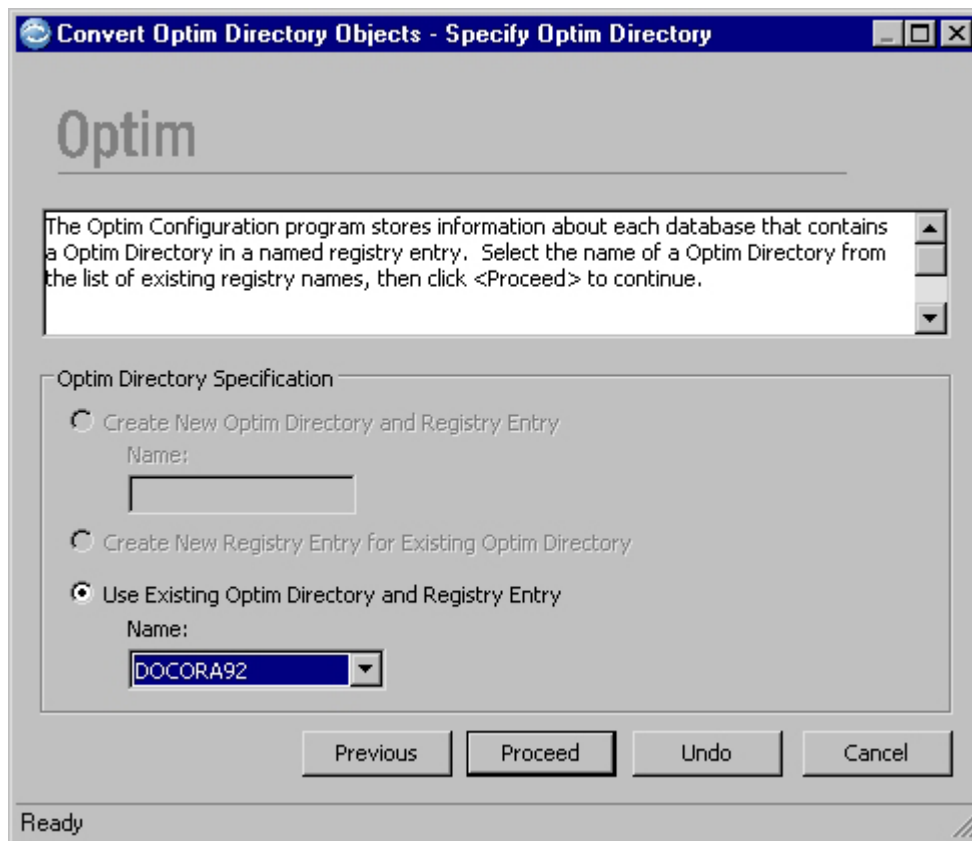 Convert Optim Directory Objects - Specify Optim Directory
Optim
The Optim Configuration program stores information about each database that contains
a Optim Directory in a named registry entry.  Select the name of a Optim Directory from
the list of existing registry names, then click <Proceed> to continue.
Optim Directory Specification
Create New Optim Directory and Registry Entry
Name:
Create New Registry Entry for Existing Optim Directory
Use Existing Optim Directory and Registry Entry
Name:
DOCORA92
Previous Proceed Undo Cancel
Ready